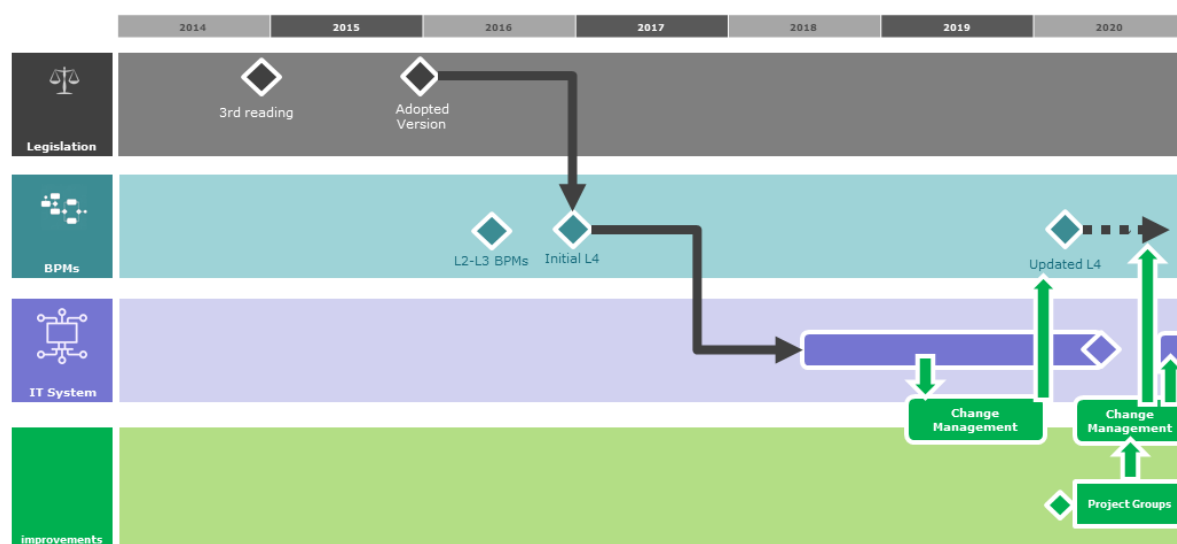 2014
2015
2016
2017
2018
2019
2020
Legislation
3rd reading
Adopted
Version
BPMs
L2-L3 BPMs
Initial L4
Updated L4
IT System
Change
Management
Change
Management
Project Groups
improvements